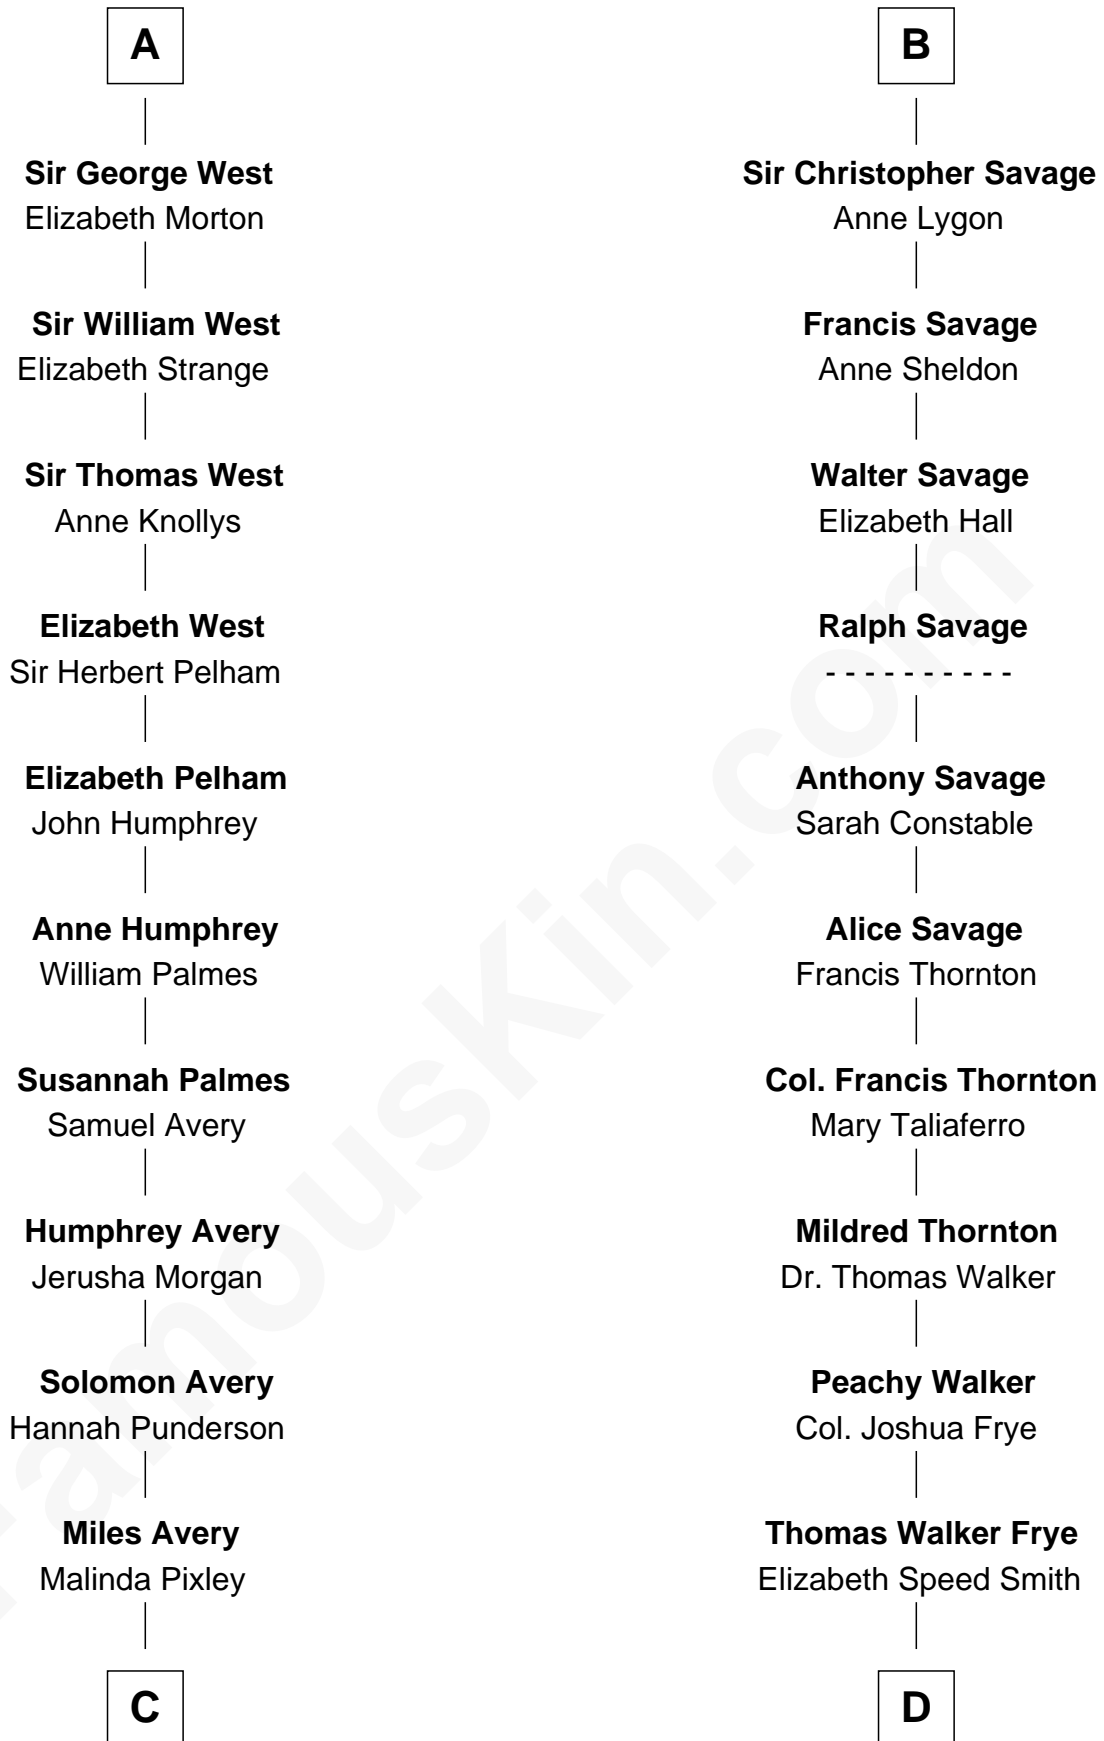 A
Sir George West
Elizabeth Morton
Sir William West
Elizabeth Strange
Sir Thomas West
Anne Knollys
Elizabeth West
Sir Herbert Pelham
Elizabeth Pelham
John Humphrey
Anne Humphrey
William Palmes
Susannah Palmes
Samuel Avery
Humphrey Avery
Jerusha Morgan
Solomon Avery
Hannah Punderson
Miles Avery
Malinda Pixley
C
B
Sir Christopher Savage
Anne Lygon
Francis Savage
Anne Sheldon
Walter Savage
Elizabeth Hall
Ralph Savage
- - - - - - - - - -
Anthony Savage
Sarah Constable
Alice Savage
Francis Thornton
Col. Francis Thornton
Mary Taliaferro
Mildred Thornton
Dr. Thomas Walker
Peachy Walker
Col. Joshua Frye
Thomas Walker Frye
Elizabeth Speed Smith
D
FamousKin.com